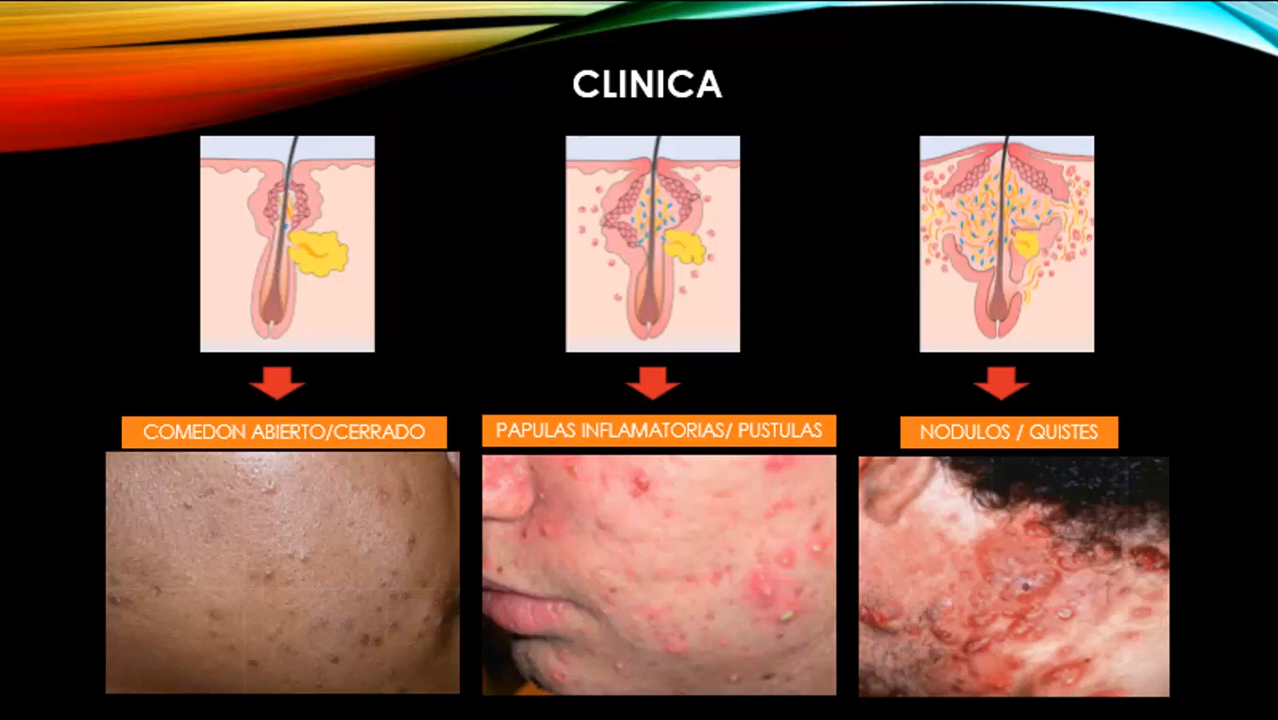 CLINICA
COMEDON ABIERTO/CERRADO
PAPULAS INFLAMATORIAS/ PUSTULAS
NODULOS / QUISTES